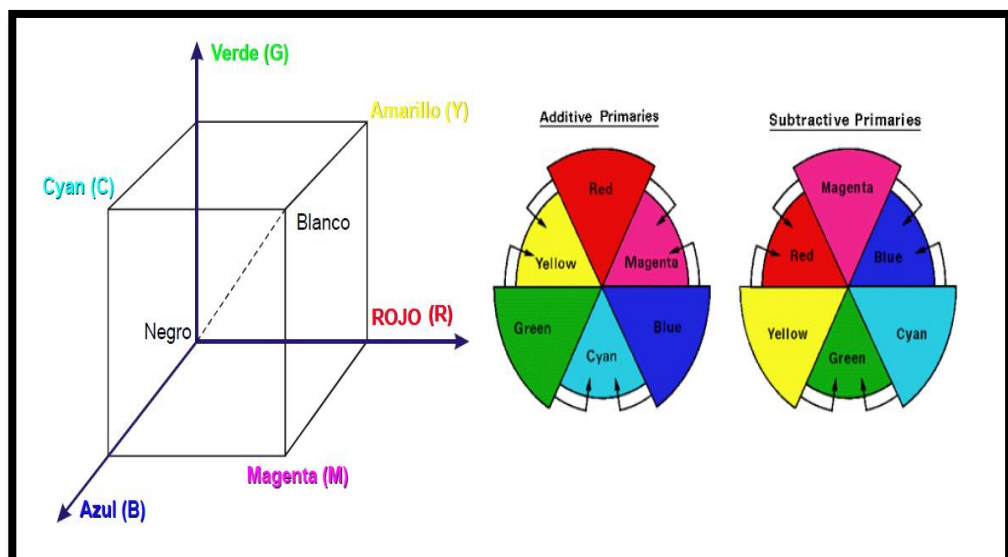 Verde (G)
Amarillo (Y)
Cyan (C)
Blanco
Negro
ROJO (R)
Magenta (M)
Azul (B)
Additive Primaries
Red
Yellow
Magenta
Green
Blue
Cyan
Subtractive Primaries
Magenta
Red
Blue
Yellow
Cyan
Green